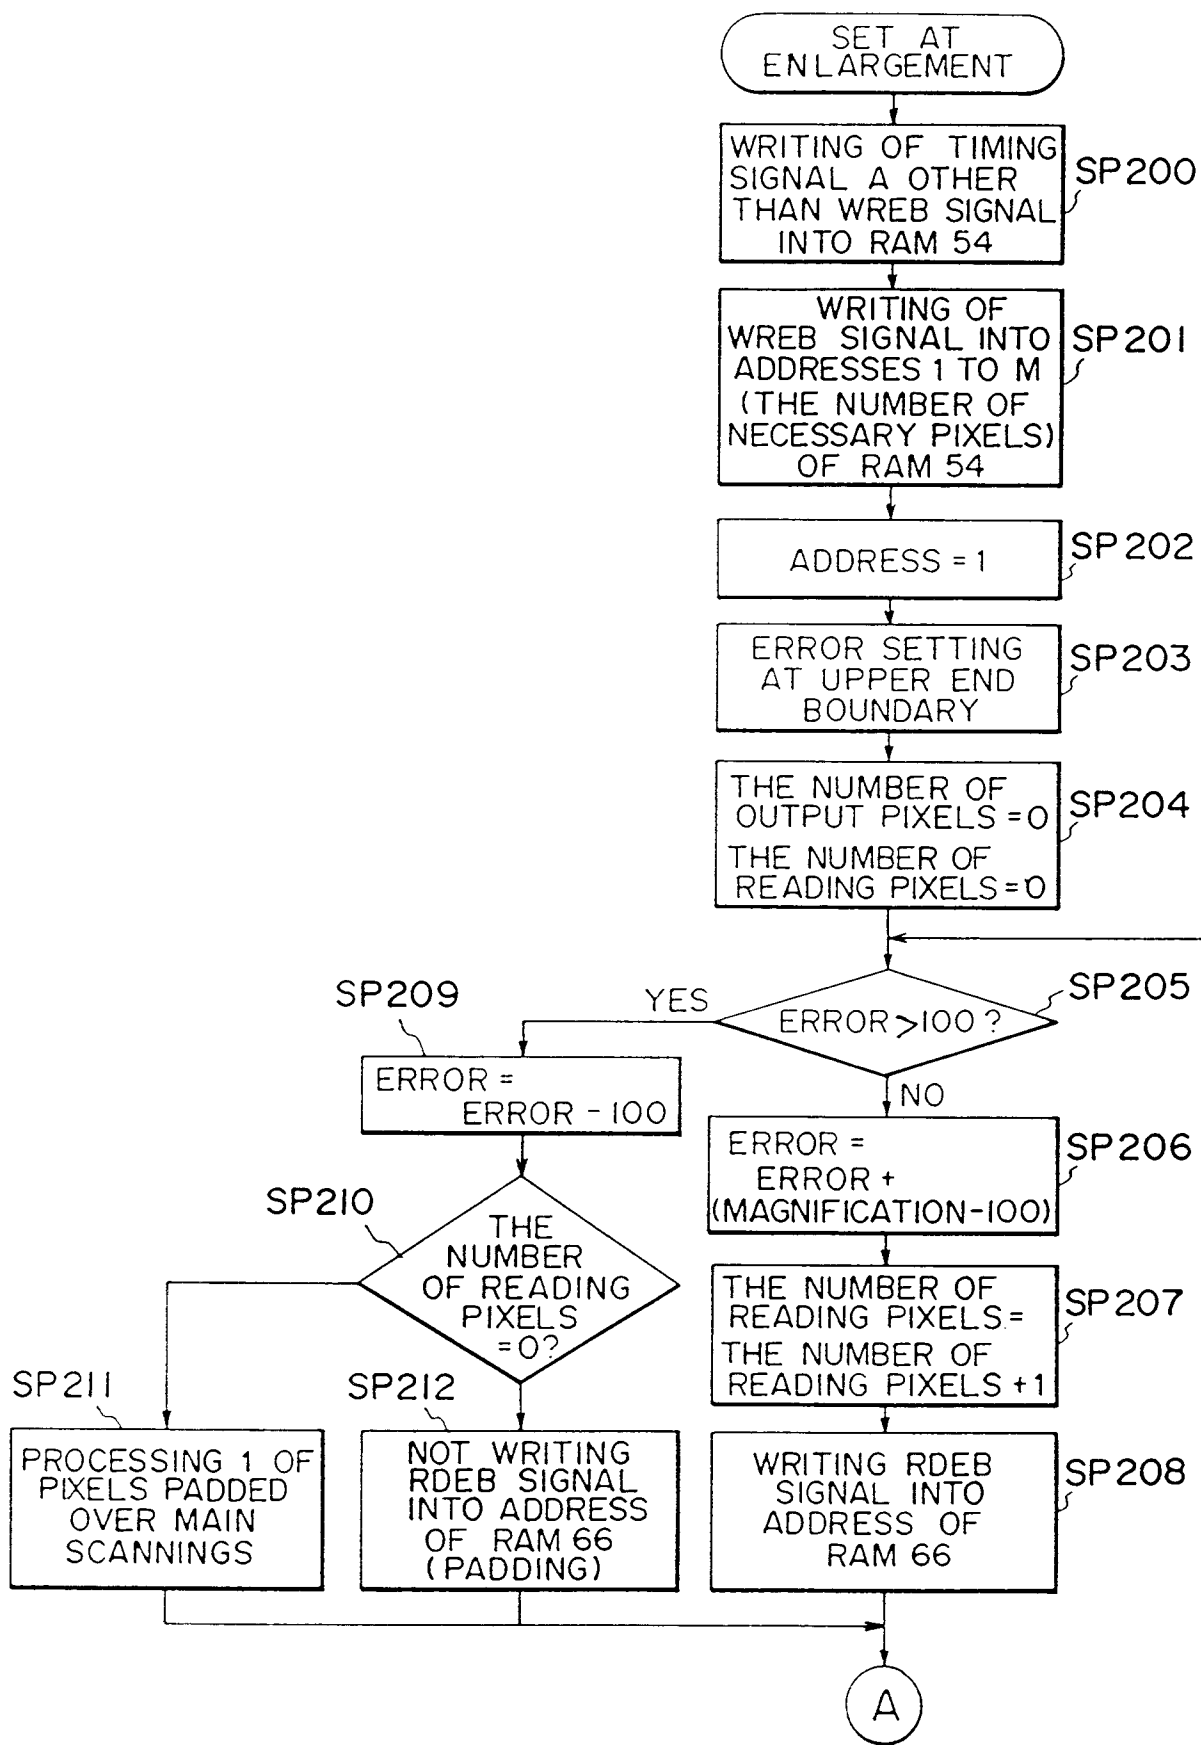 SET AT
ENLARGEMENT
WRITING OF TIMING
SIGNAL A OTHER
THAN WREB SIGNAL
INTO RAM 54
SP200
WRITING OF
WREB SIGNAL INTO
ADDRESSES 1 TO M
(THE NUMBER OF
NECESSARY PIXELS)
OF RAM 54
SP201
ADDRESS = 1
SP202
ERROR SETTING
AT UPPER END
BOUNDARY
SP203
THE NUMBER OF
OUTPUT PIXELS = 0
THE NUMBER OF
READING PIXELS = 0
SP204
ERROR > 100 ?
SP205
YES
NO
SP209
ERROR =
ERROR - 100
ERROR =
ERROR +
(MAGNIFICATION-100)
SP206
SP210
THE
NUMBER
OF READING
PIXELS
= 0?
THE NUMBER OF
READING PIXELS =
THE NUMBER OF
READING PIXELS + 1
SP207
SP211
PROCESSING 1 OF
PIXELS PADDED
OVER MAIN
SCANNINGS
SP212
NOT WRITING
RDEB SIGNAL
INTO ADDRESS
OF RAM 66
(PADDING)
WRITING RDEB
SIGNAL INTO
ADDRESS OF
RAM 66
SP208
A